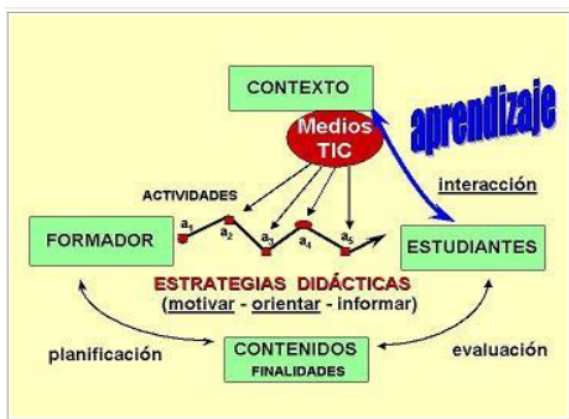 CONTEXTO
aprendizaje
Medios
TIC
interacción
ACTIVIDADES
a1
a2
a3
a4
a5
FORMADOR
ESTUDIANTES
ESTRATEGIAS DIDÁCTICAS
(motivar - orientar - informar)
planificación
CONTENIDOS
FINALIDADES
evaluación